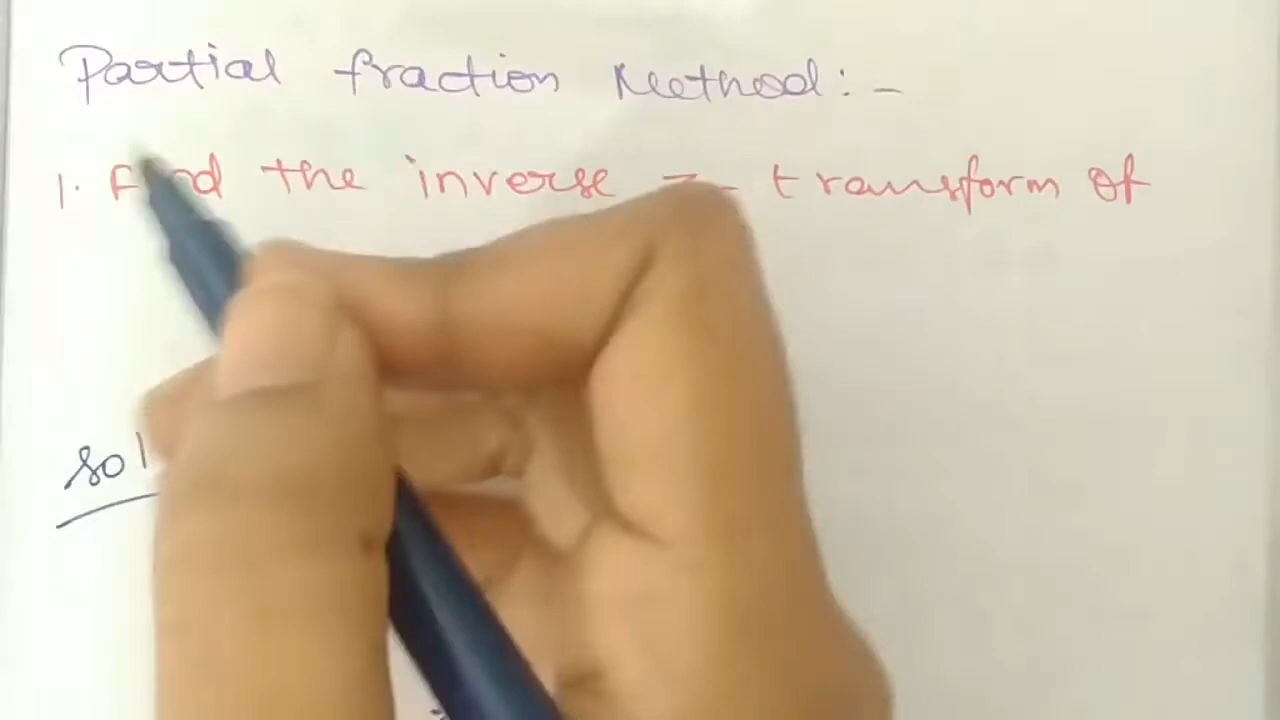 Partial fraction Method:-
1. Find the inverse z- transform of
sol